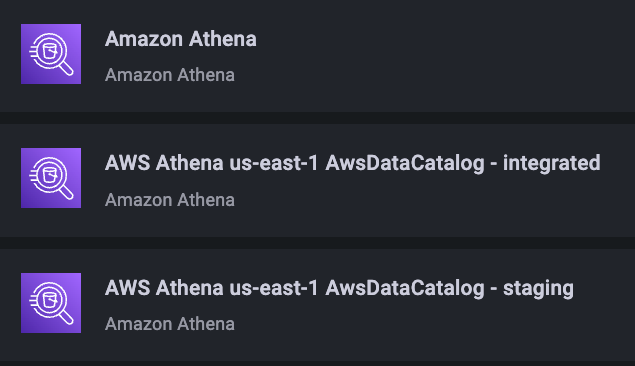 Amazon Athena
Amazon Athena
AWS Athena us-east-1 AwsDataCatalog - integrated
Amazon Athena
AWS Athena us-east-1 AwsDataCatalog - staging
Amazon Athena